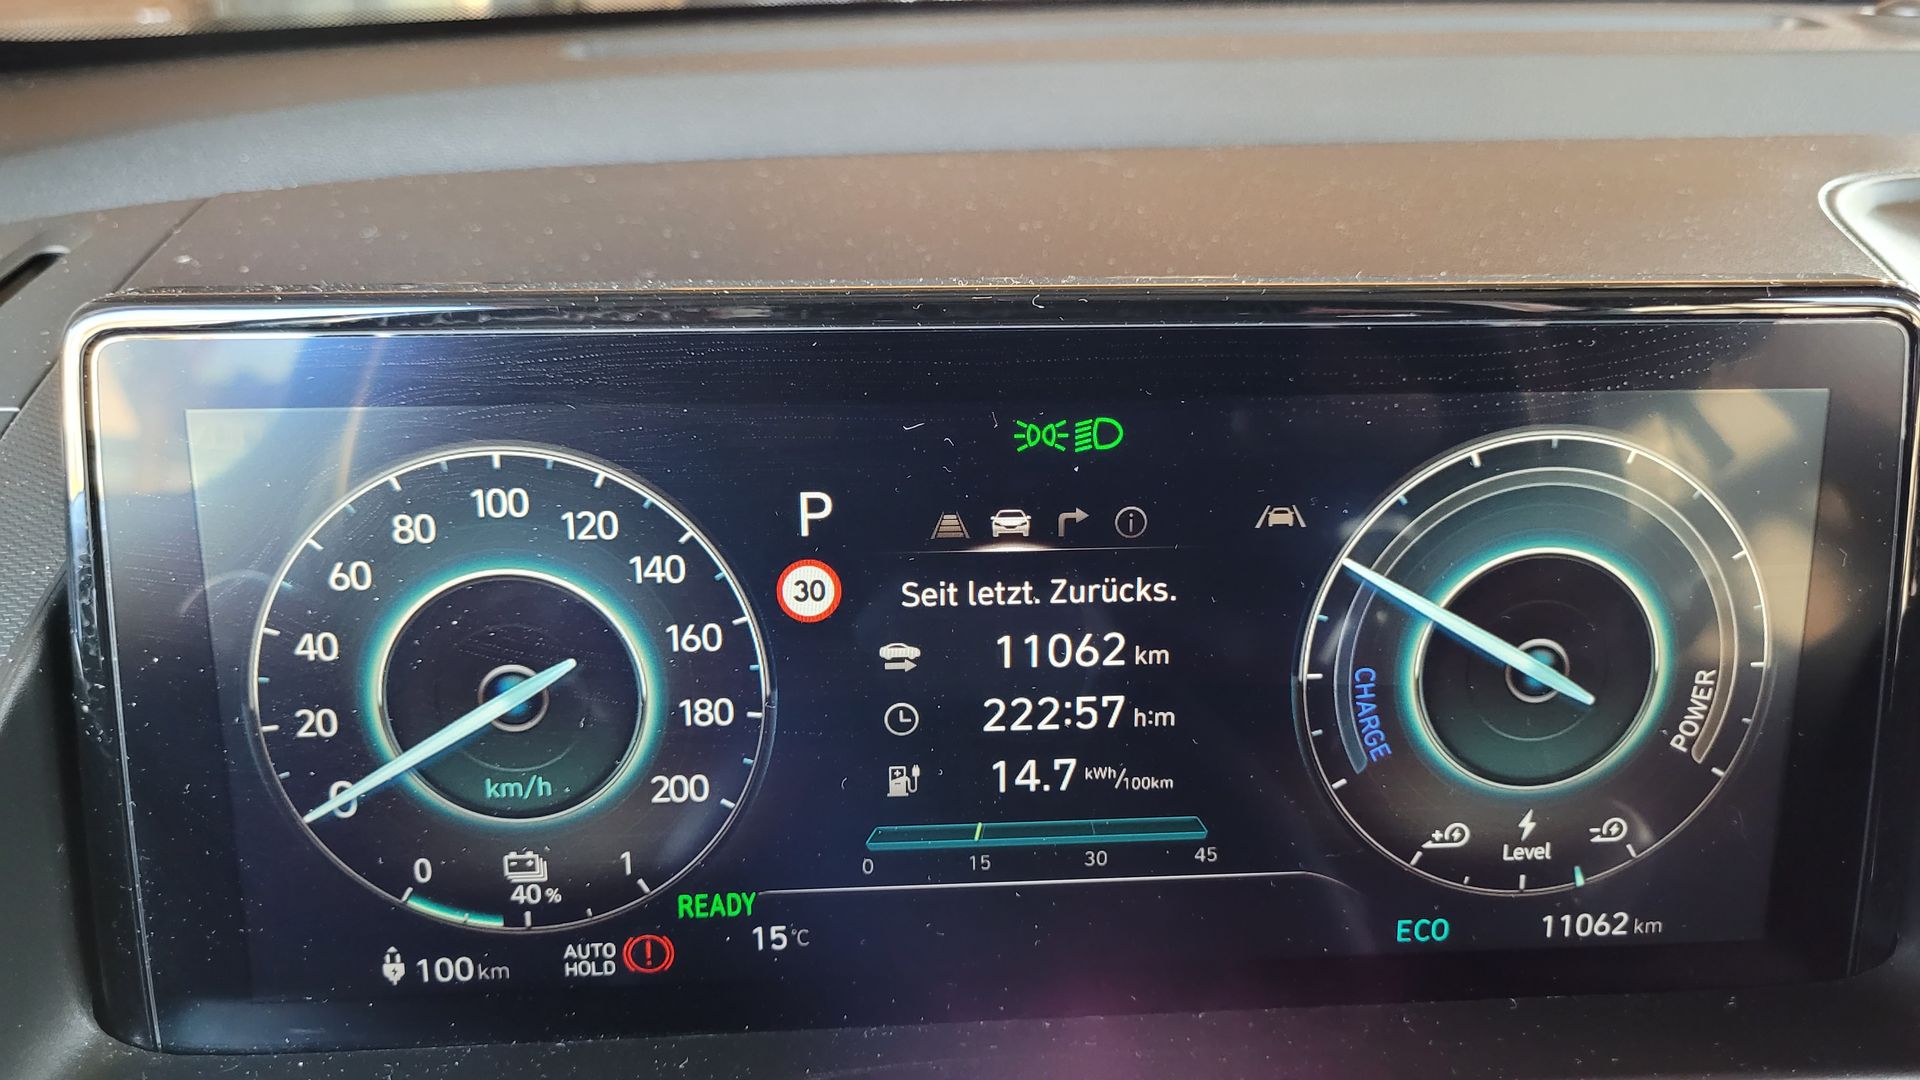 100
80
120
60
140
40
160
20
180
0
200
km/h
0
1
40%
100km
AUTO
HOLD
READY
15°C
P
30
Seit letzt. Zurücks.
11062 km
222:57 h:m
14.7 kWh/100km
0 15 30 45
CHARGE
POWER
Level
ECO
11062 km